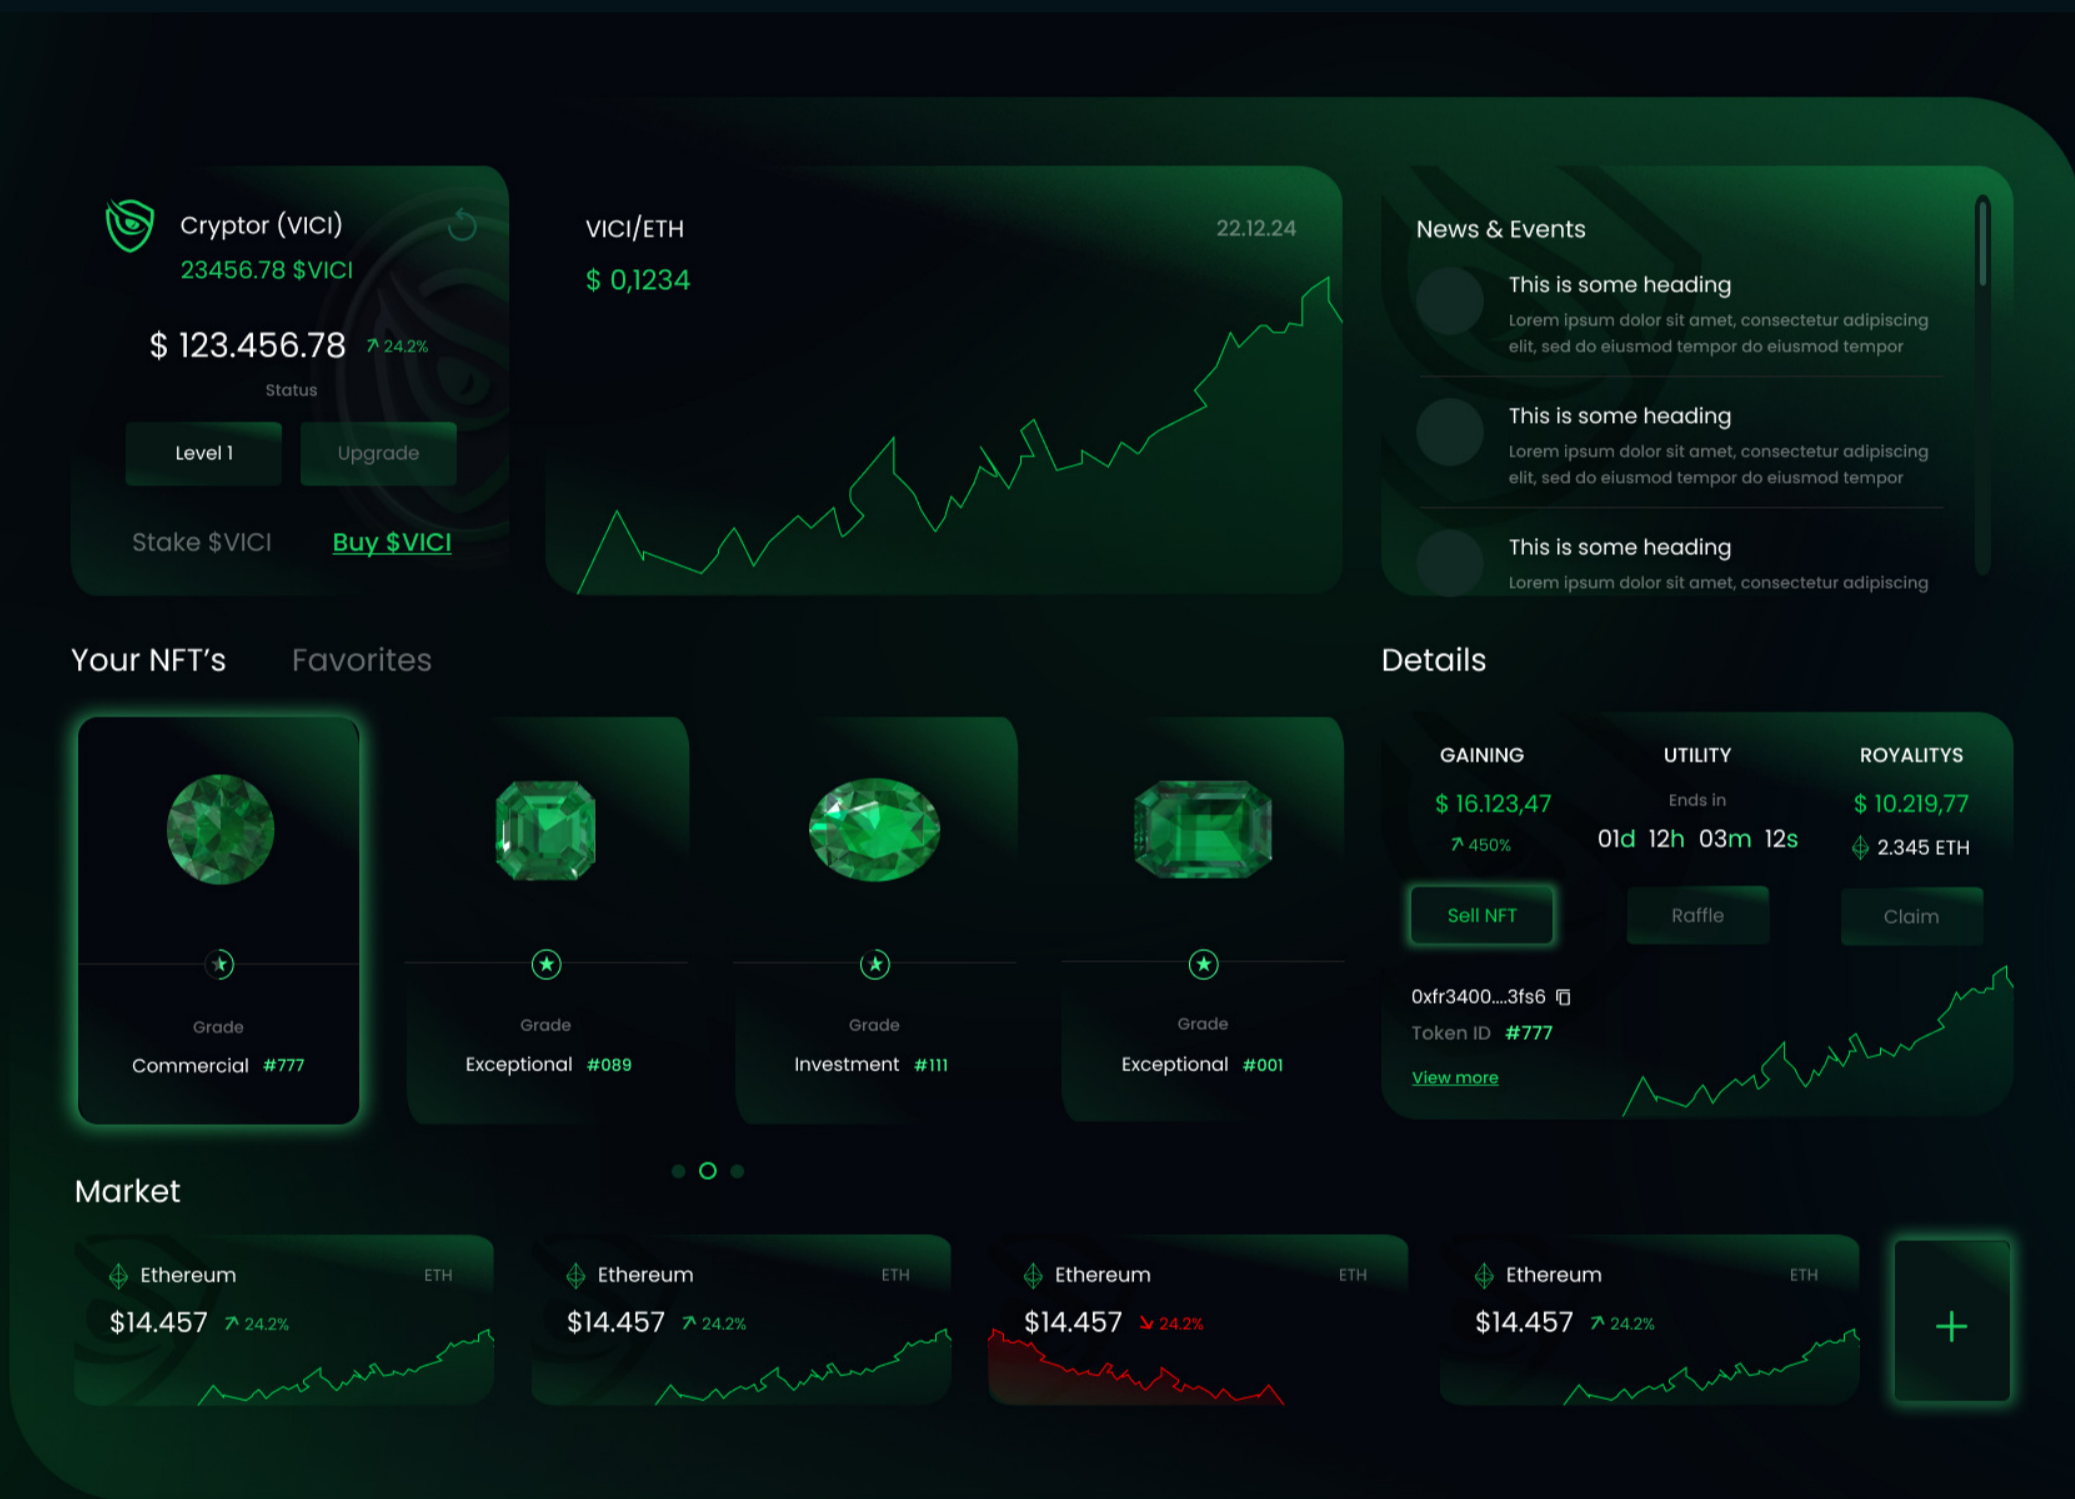 Cryptor (VICI)
23456.78 $VICI
$ 123.456.78 24.2%
Status
Level 1 Upgrade
Stake $VICI Buy $VICI
VICI/ETH 22.12.24
$ 0,1234
News & Events
This is some heading
Lorem ipsum dolor sit amet, consectetur adipiscing
elit, sed do eiusmod tempor do eiusmod tempor
This is some heading
Lorem ipsum dolor sit amet, consectetur adipiscing
elit, sed do eiusmod tempor do eiusmod tempor
This is some heading
Lorem ipsum dolor sit amet, consectetur adipiscing
Your NFT’s Favorites
Grade
Commercial #777
Grade
Exceptional #089
Grade
Investment #111
Grade
Exceptional #001
Details
GAINING
$ 16.123,47
450%
Sell NFT
UTILITY
Ends in
01d 12h 03m 12s
Raffle
ROYALITYS
$ 10.219,77
2.345 ETH
Claim
0xfr3400....3fs6
Token ID #777
View more
Market
Ethereum ETH
$14.457 24.2%
Ethereum ETH
$14.457 24.2%
Ethereum ETH
$14.457 24.2%
Ethereum ETH
$14.457 24.2%
+